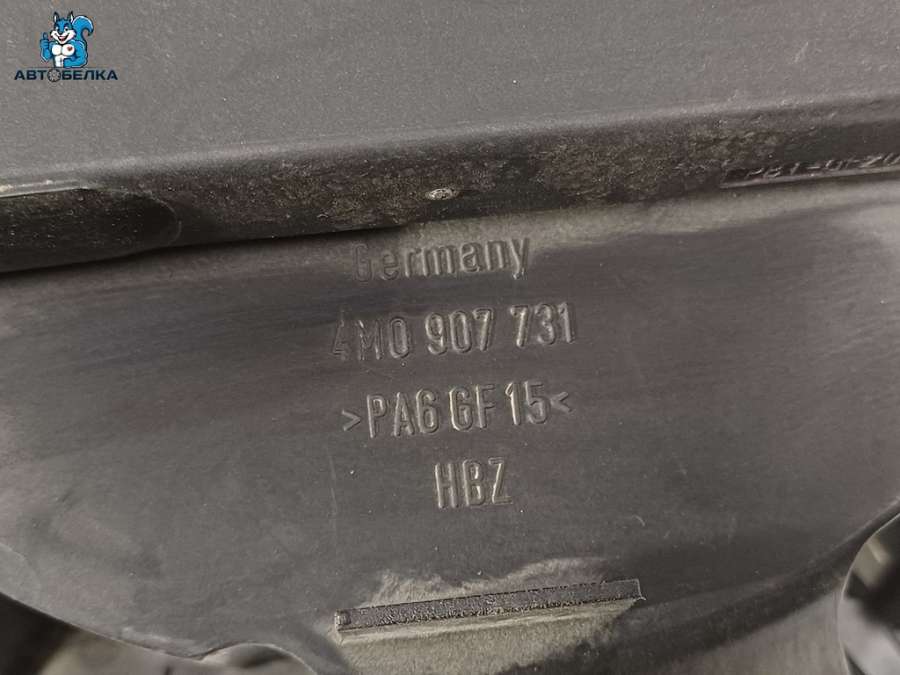 АВТОБЕЛКА
Germany
4M0 907 731
>PA6 GF15<
HBZ